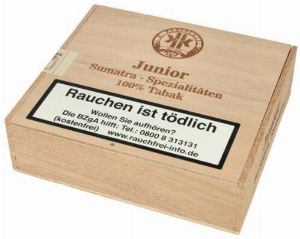 Junior
Sumatra - Spezialitäten
100% Tabak
Rauchen ist tödlich
Wollen Sie aufhören?
Die BZgA hilft: Tel.: 0800 8 313131
(kostenfrei) www.rauchfrei-info.de